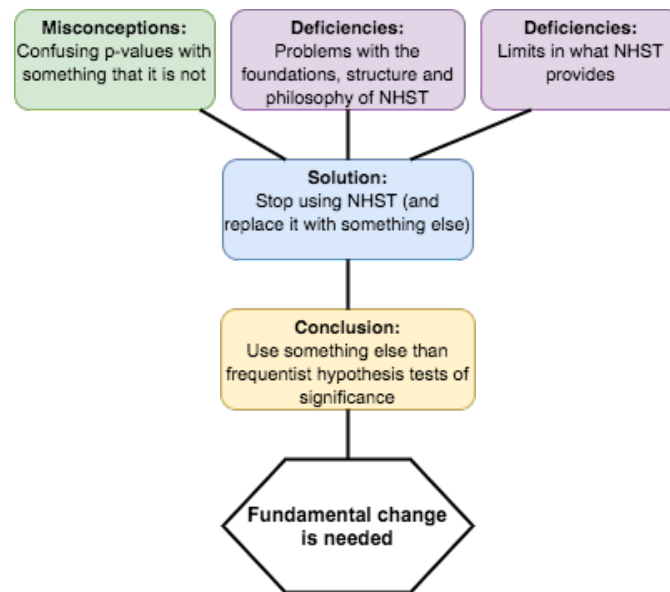 Misconceptions:
Confusing p-values with
something that it is not
Deficiencies:
Problems with the
foundations, structure and
philosophy of NHST
Deficiencies:
Limits in what NHST
provides
Solution:
Stop using NHST (and
replace it with something else)
Conclusion:
Use something else than
frequentist hypothesis tests of
significance
Fundamental change
is needed